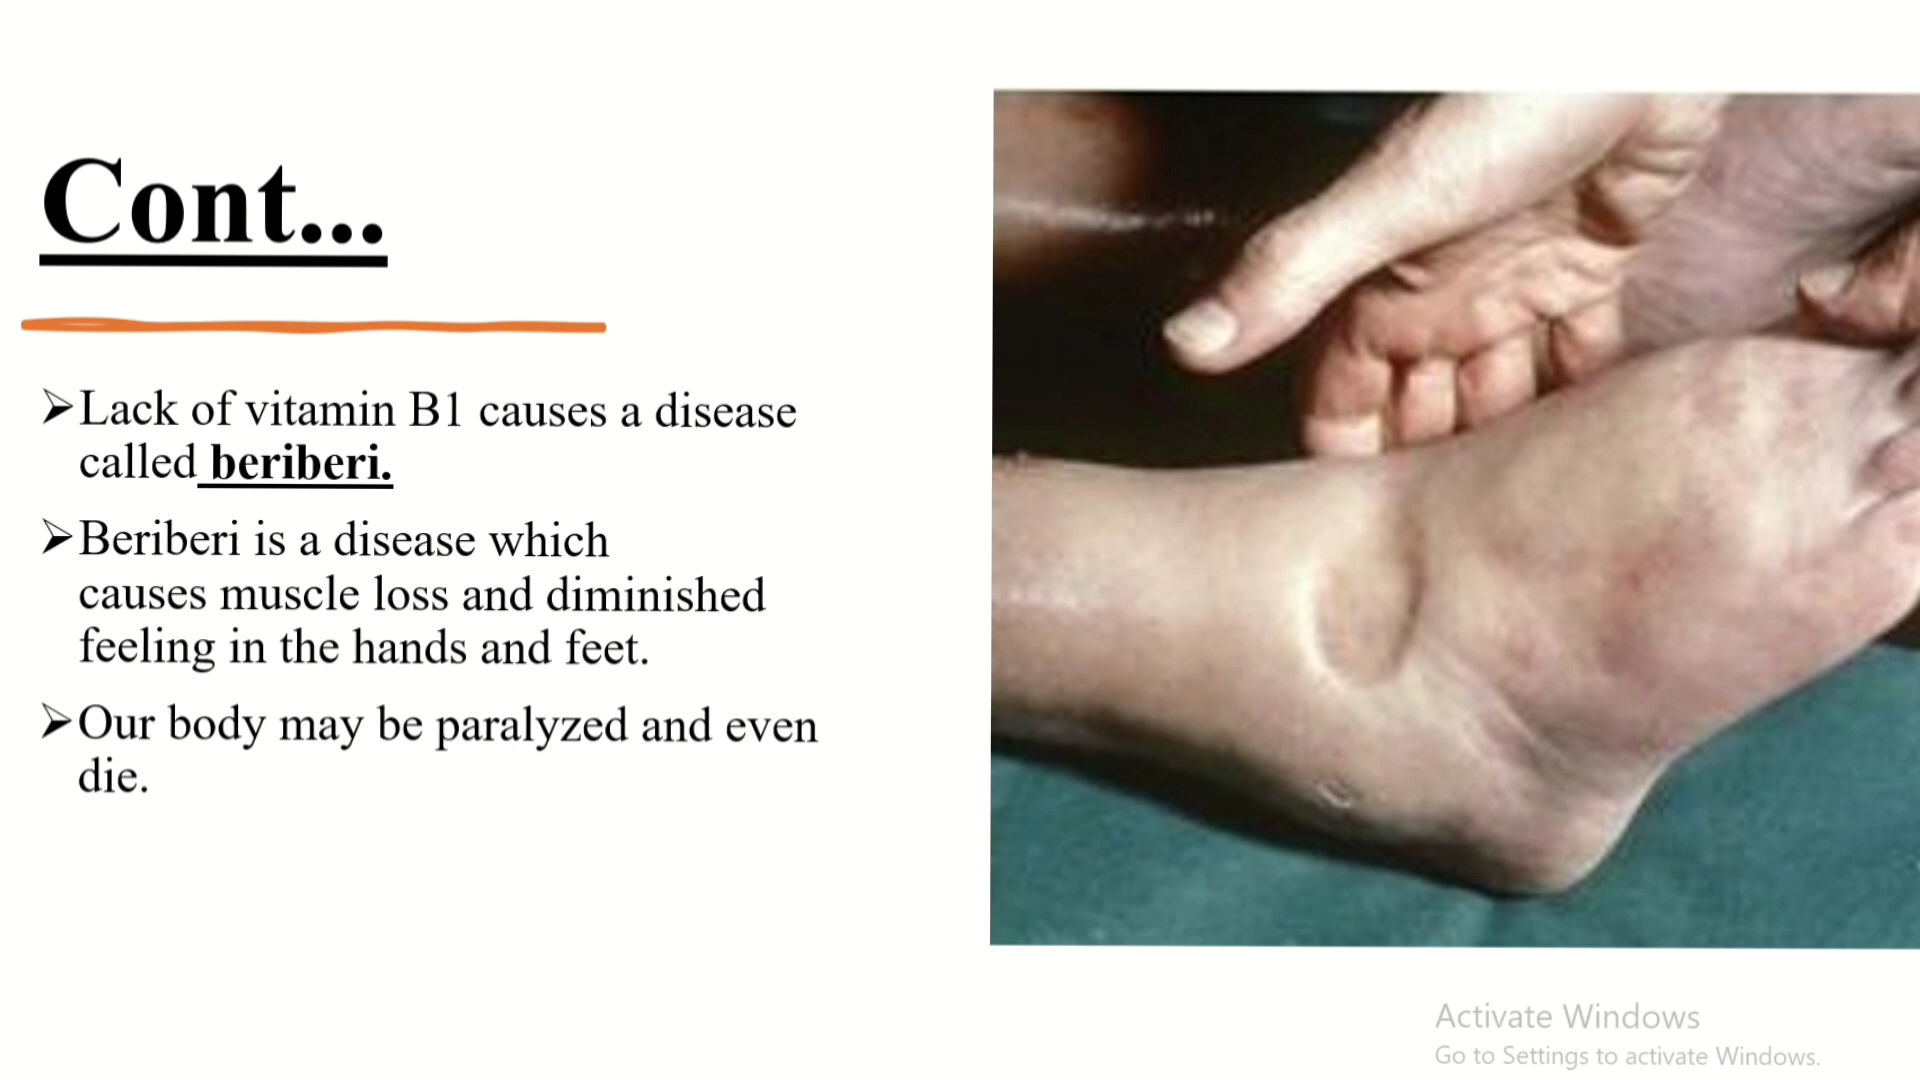 Cont...
➢Lack of vitamin B1 causes a disease
called beriberi.
➢Beriberi is a disease which
causes muscle loss and diminished
feeling in the hands and feet.
➢Our body may be paralyzed and even
die.
Activate Windows
Go to Settings to activate Windows.